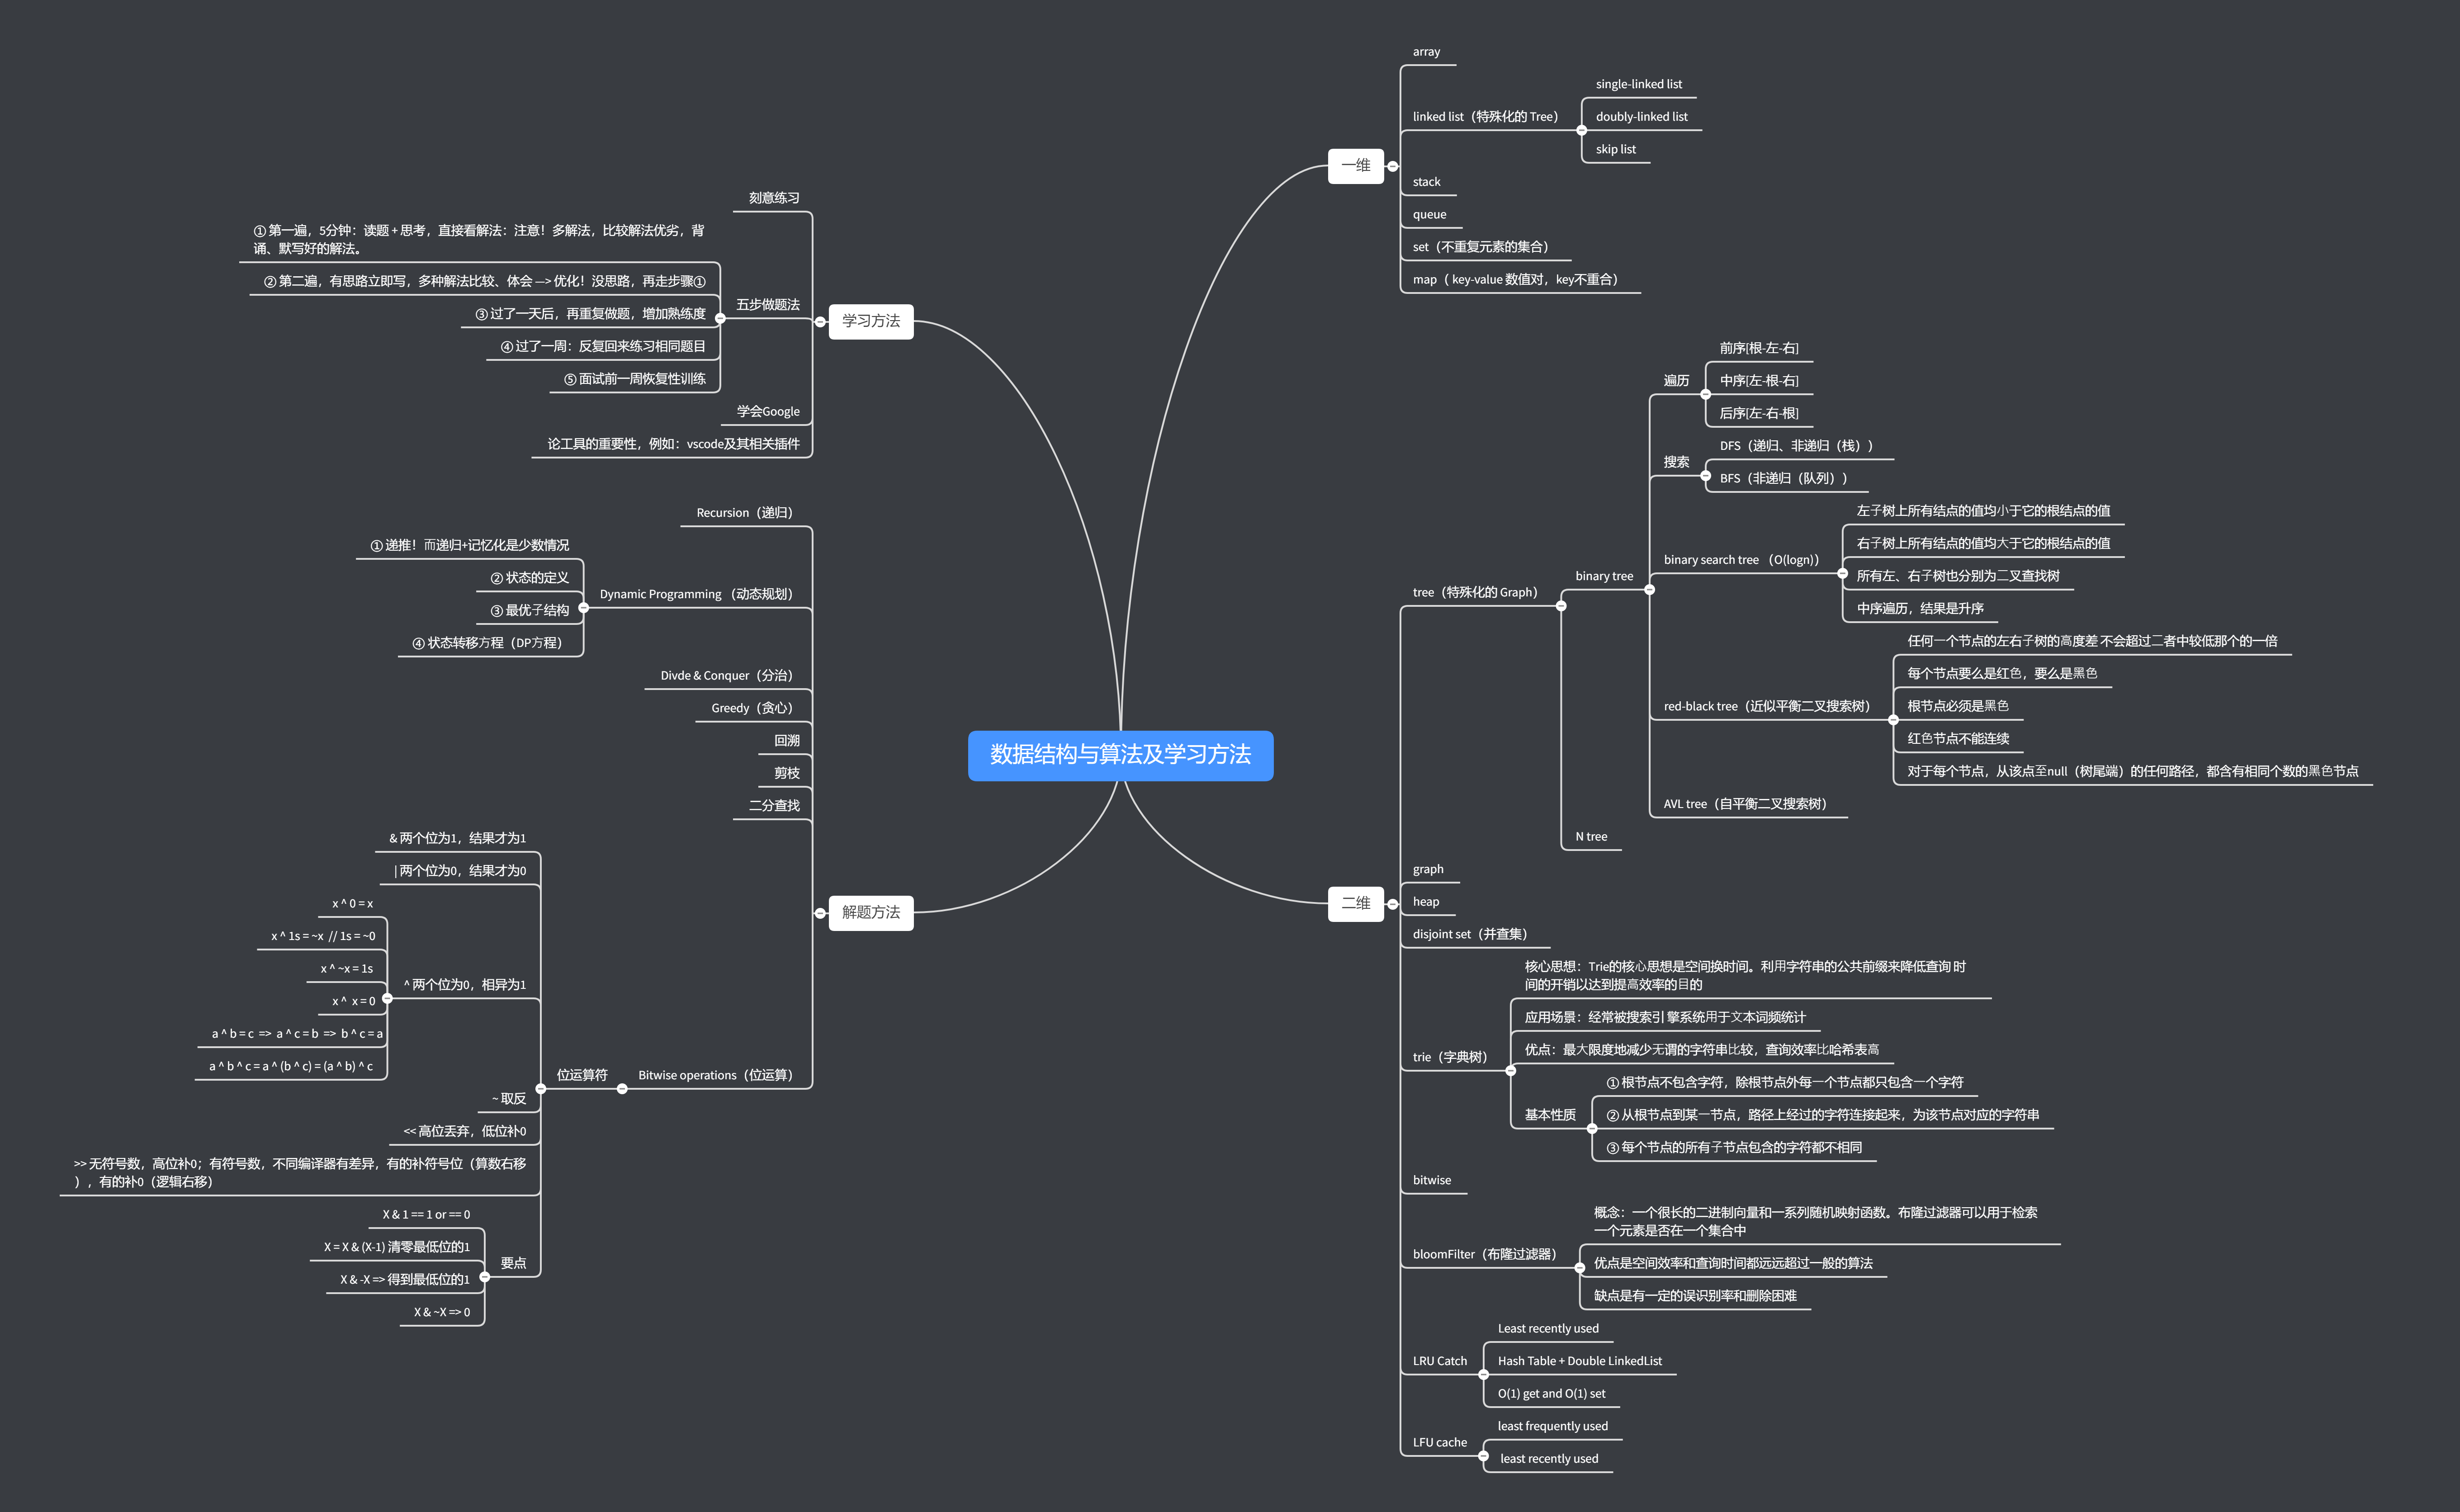 数据结构与算法及学习方法
一维
array
linked list（特殊化的 Tree）
single-linked list
doubly-linked list
skip list
stack
queue
set（不重复元素的集合）
map（ key-value 数值对，key不重合）
二维
tree（特殊化的 Graph）
binary tree
遍历
前序[根-左-右]
中序[左-根-右]
后序[左-右-根]
搜索
DFS（递归、非递归（栈））
BFS（非递归（队列））
binary search tree （O(logn)）
左子树上所有结点的值均小于它的根结点的值
右子树上所有结点的值均大于它的根结点的值
所有左、右子树也分别为二叉查找树
中序遍历，结果是升序
red-black tree（近似平衡二叉搜索树）
任何一个节点的左右子树的高度差 不会超过二者中较低那个的一倍
每个节点要么是红色，要么是黑色
根节点必须是黑色
红色节点不能连续
对于每个节点，从该点至null（树尾端）的任何路径，都含有相同个数的黑色节点
AVL tree（自平衡二叉搜索树）
N tree
graph
heap
disjoint set（并查集）
trie（字典树）
核心思想：Trie的核心思想是空间换时间。利用字符串的公共前缀来降低查询 时
间的开销以达到提高效率的目的
应用场景：经常被搜索引 擎系统用于文本词频统计
优点：最大限度地减少无谓的字符串比较，查询效率比哈希表高
基本性质
① 根节点不包含字符，除根节点外每一个节点都只包含一个字符
② 从根节点到某一节点，路径上经过的字符连接起来，为该节点对应的字符串
③ 每个节点的所有子节点包含的字符都不相同
bitwise
bloomFilter（布隆过滤器）
概念：一个很长的二进制向量和一系列随机映射函数。布隆过滤器可以用于检索
一个元素是否在一个集合中
优点是空间效率和查询时间都远远超过一般的算法
缺点是有一定的误识别率和删除困难
LRU Catch
Least recently used
Hash Table + Double LinkedList
O(1) get and O(1) set
LFU cache
least frequently used
least recently used
学习方法
刻意练习
五步做题法
① 第一遍，5分钟：读题 + 思考，直接看解法：注意！多解法，比较解法优劣，背
诵、默写好的解法。
② 第二遍，有思路立即写，多种解法比较、体会 —> 优化！没思路，再走步骤①
③ 过了一天后，再重复做题，增加熟练度
④ 过了一周：反复回来练习相同题目
⑤ 面试前一周恢复性训练
学会Google
论工具的重要性，例如：vscode及其相关插件
解题方法
Recursion（递归）
Dynamic Programming （动态规划）
① 递推！而递归+记忆化是少数情况
② 状态的定义
③ 最优子结构
④ 状态转移方程（DP方程）
Divde & Conquer（分治）
Greedy（贪心）
回溯
剪枝
二分查找
Bitwise operations（位运算）
位运算符
& 两个位为1，结果才为1
| 两个位为0，结果才为0
^ 两个位为0，相异为1
x ^ 0 = x
x ^ 1s = ~x // 1s = ~0
x ^ ~x = 1s
x ^ x = 0
a ^ b = c => a ^ c = b => b ^ c = a
a ^ b ^ c = a ^ (b ^ c) = (a ^ b) ^ c
~ 取反
<< 高位丢弃，低位补0
>> 无符号数，高位补0；有符号数，不同编译器有差异，有的补符号位（算数右移
），有的补0（逻辑右移）
要点
X & 1 == 1 or == 0
X = X & (X-1) 清零最低位的1
X & -X => 得到最低位的1
X & ~X => 0